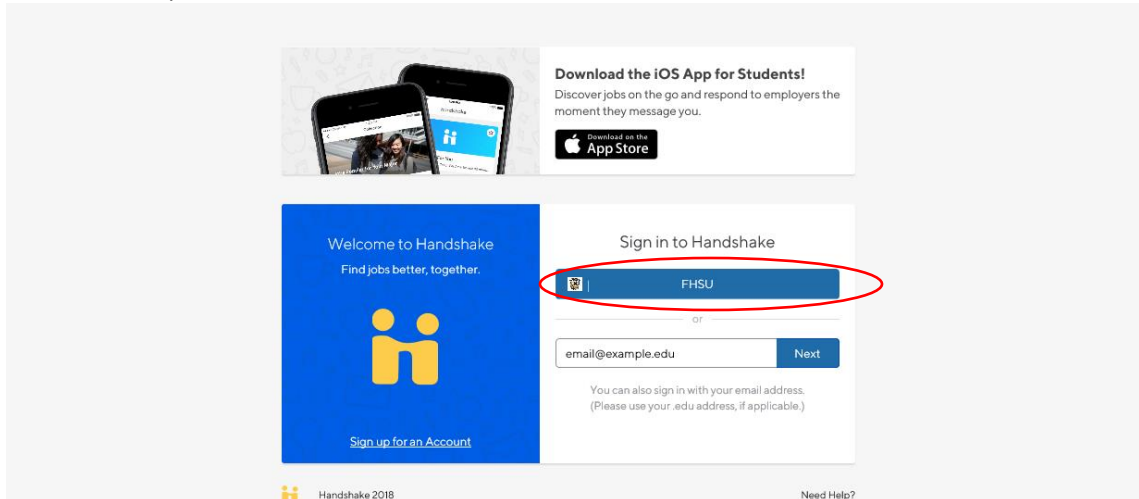 Download the iOS App for Students!
Discover jobs on the go and respond to employers the
moment they message you.
Download on the
App Store
Welcome to Handshake
Find jobs better, together.
Sign up for an Account
Sign in to Handshake
FHSU
or
email@example.edu
Next
You can also sign in with your email address.
(Please use your .edu address, if applicable.)
Handshake 2018
Need Help?